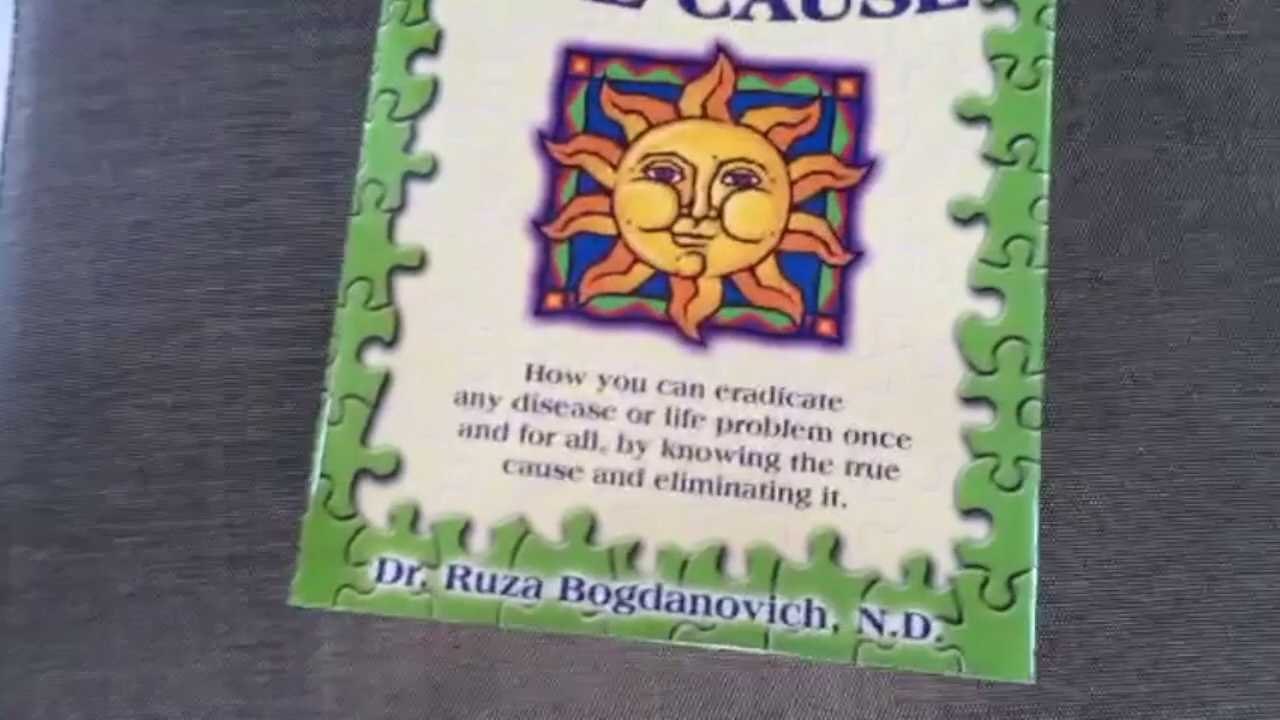 CAUSE
How you can eradicate
any disease or life problem once
and for all, by knowing the true
cause and eliminating it.
Dr. Ruza Bogdanovich, N.D.